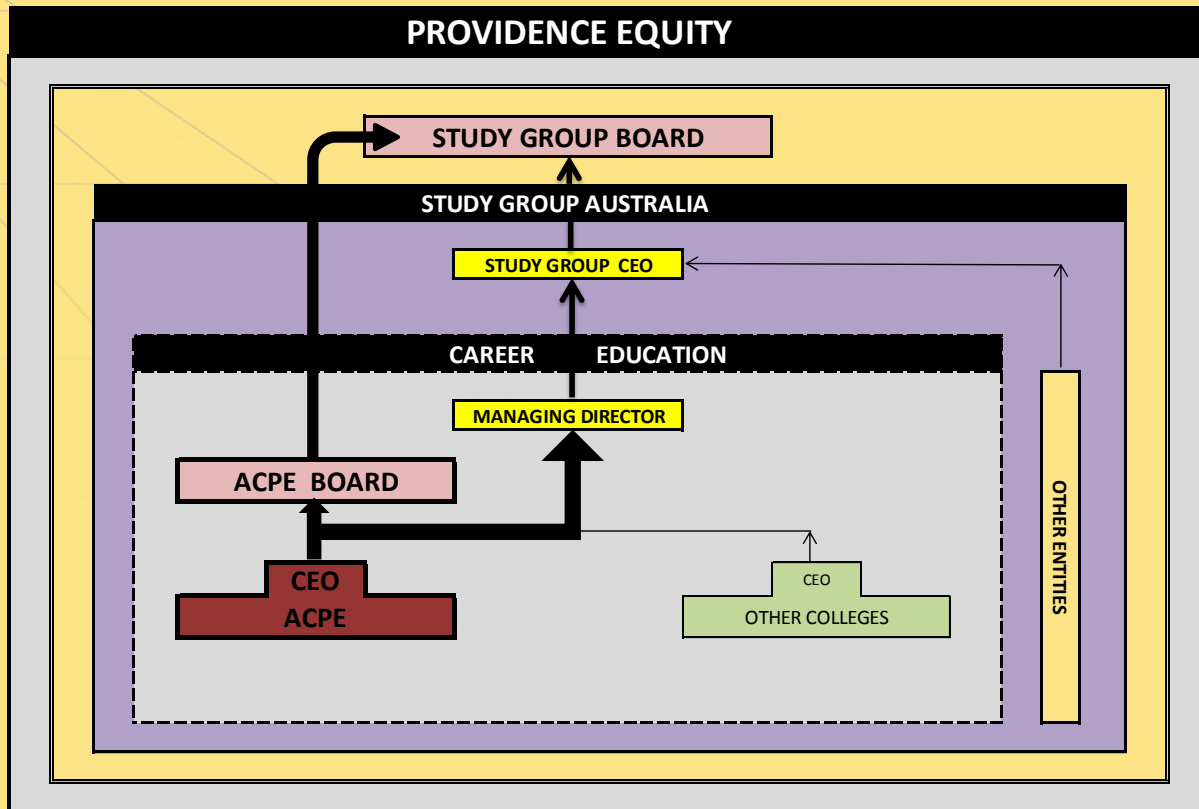 PROVIDENCE EQUITY
STUDY GROUP BOARD
STUDY GROUP AUSTRALIA
STUDY GROUP CEO
CAREER EDUCATION
MANAGING DIRECTOR
ACPE BOARD
CEO
ACPE
CEO
OTHER COLLEGES
OTHER ENTITIES